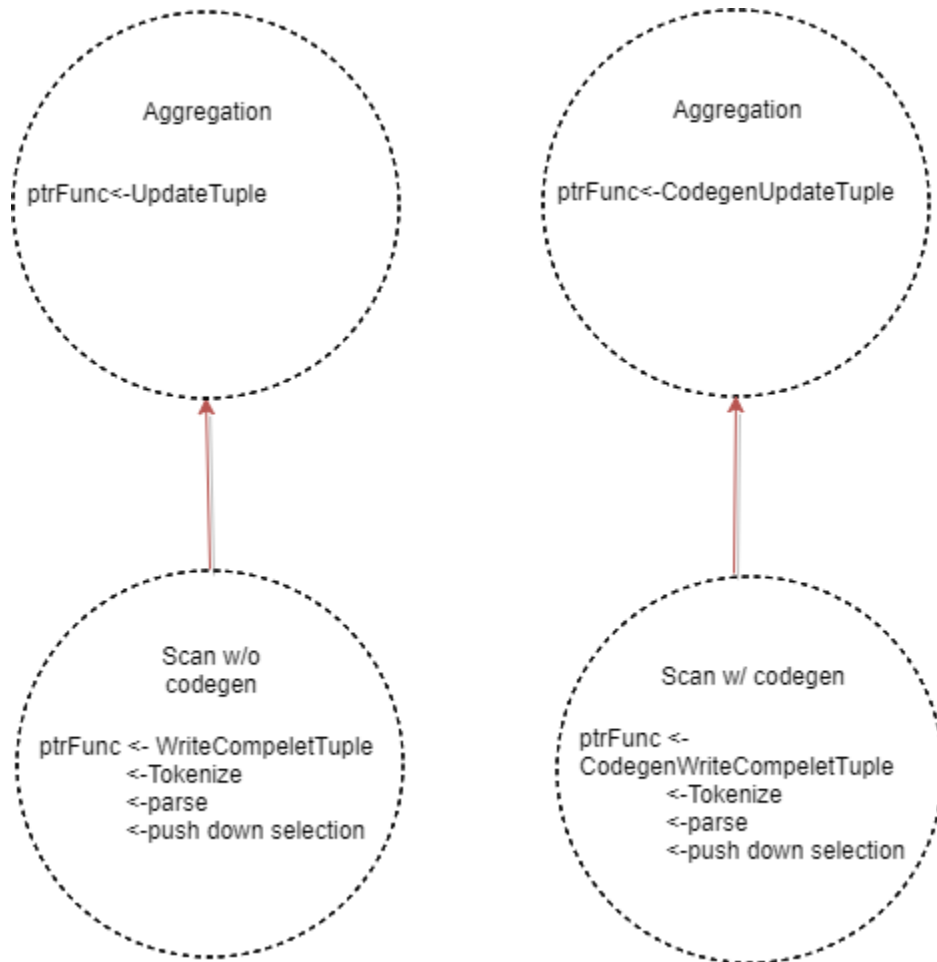 Aggregation
ptrFunc<-UpdateTuple
Aggregation
ptrFunc<-CodegenUpdateTuple
Scan w/o
codegen
ptrFunc <- WriteCompeletTuple
<-Tokenize
<-parse
<-push down selection
Scan w/ codegen
ptrFunc <-
CodegenWriteCompeletTuple
<-Tokenize
<-parse
<-push down selection